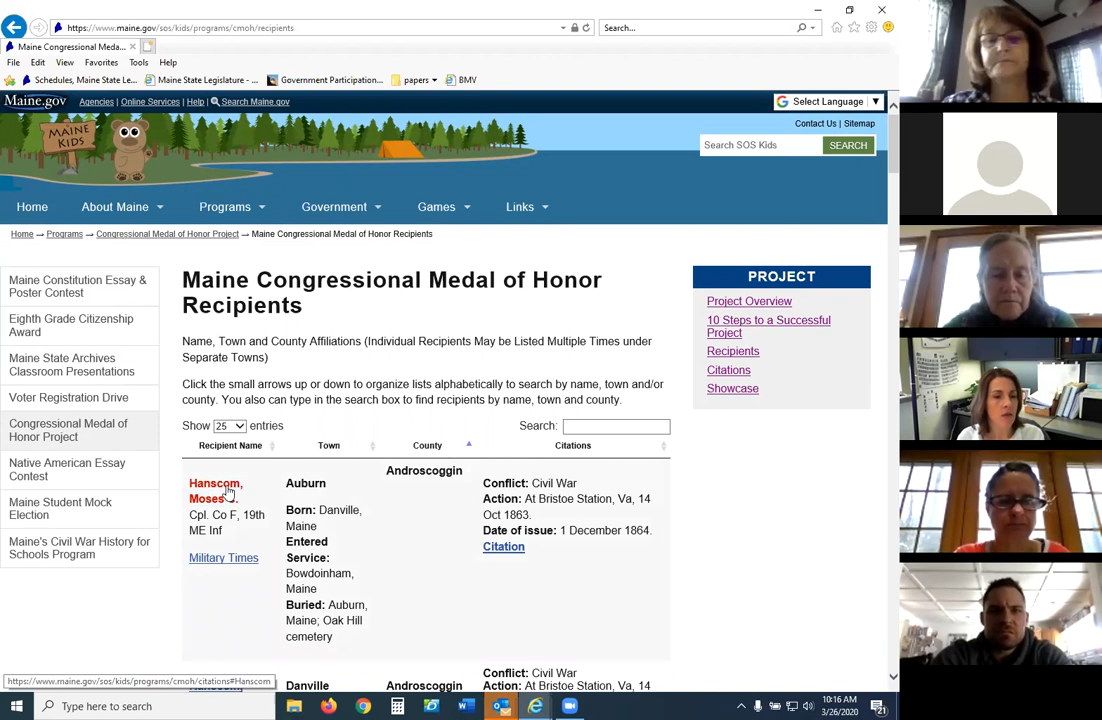 https://www.maine.gov/sos/kids/programs/cmoh/recipients
Search...
Maine Congressional Meda...
File Edit View Favorites Tools Help
Schedules, Maine State Le... Maine State Legislature - ... Government Participation... papers BMV
Maine.gov Agencies | Online Services | Help | Search Maine.gov
G Select Language ▼
Contact Us | Sitemap
MAINE
KIDS
Search SOS Kids SEARCH
Home About Maine Programs Government Games Links
Home → Programs → Congressional Medal of Honor Project → Maine Congressional Medal of Honor Recipients
Maine Constitution Essay &
Poster Contest
Eighth Grade Citizenship
Award
Maine State Archives
Classroom Presentations
Voter Registration Drive
Congressional Medal of
Honor Project
Native American Essay
Contest
Maine Student Mock
Election
Maine's Civil War History for
Schools Program
Maine Congressional Medal of Honor
Recipients
Name, Town and County Affiliations (Individual Recipients May be Listed Multiple Times under
Separate Towns)
Click the small arrows up or down to organize lists alphabetically to search by name, town and/or
county. You also can type in the search box to find recipients by name, town and county.
Show 25 entries
Search:
Recipient Name Town County Citations
Androscoggin
Hanscom,
Moses
Cpl. Co F, 19th
ME Inf
Military Times
Auburn
Born: Danville,
Maine
Entered
Service:
Bowdoinham,
Maine
Buried: Auburn,
Maine; Oak Hill
cemetery
Conflict: Civil War
Action: At Bristoe Station, Va, 14
Oct 1863.
Date of issue: 1 December 1864.
Citation
Danville
Androscoggin
Conflict: Civil War
Action: At Bristoe Station, Va, 14
PROJECT
Project Overview
10 Steps to a Successful
Project
Recipients
Citations
Showcase
https://www.maine.gov/sos/kids/programs/cmoh/citations#Hanscom
Type here to search
10:16 AM
3/26/2020
21